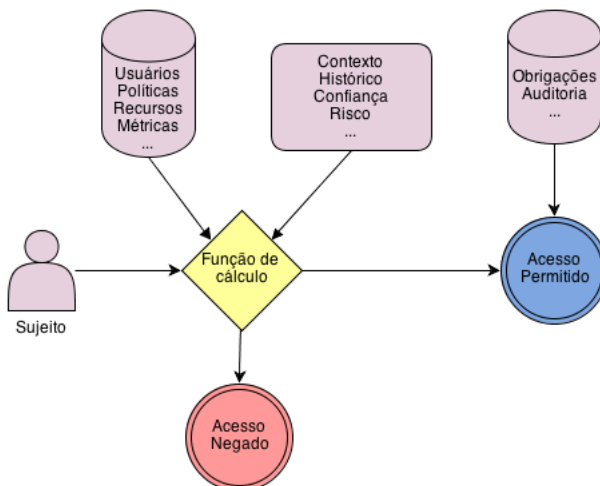 Usuários
Políticas
Recursos
Métricas
...
Contexto
Histórico
Confiança
Risco
...
Obrigações
Auditoria
...
Sujeito
Função de
cálculo
Acesso
Permitido
Acesso
Negado